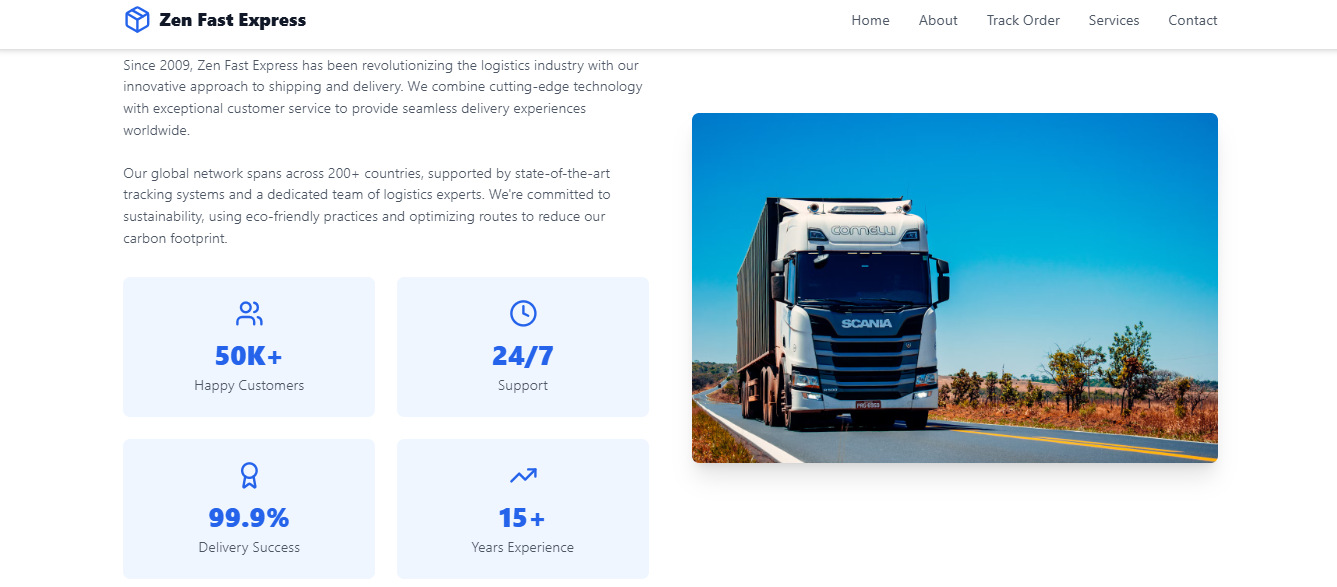 Zen Fast Express
Home About Track Order Services Contact
Since 2009, Zen Fast Express has been revolutionizing the logistics industry with our
innovative approach to shipping and delivery. We combine cutting-edge technology
with exceptional customer service to provide seamless delivery experiences
worldwide.
Our global network spans across 200+ countries, supported by state-of-the-art
tracking systems and a dedicated team of logistics experts. We're committed to
sustainability, using eco-friendly practices and optimizing routes to reduce our
carbon footprint.
50K+
Happy Customers
24/7
Support
99.9%
Delivery Success
15+
Years Experience
SCANIA